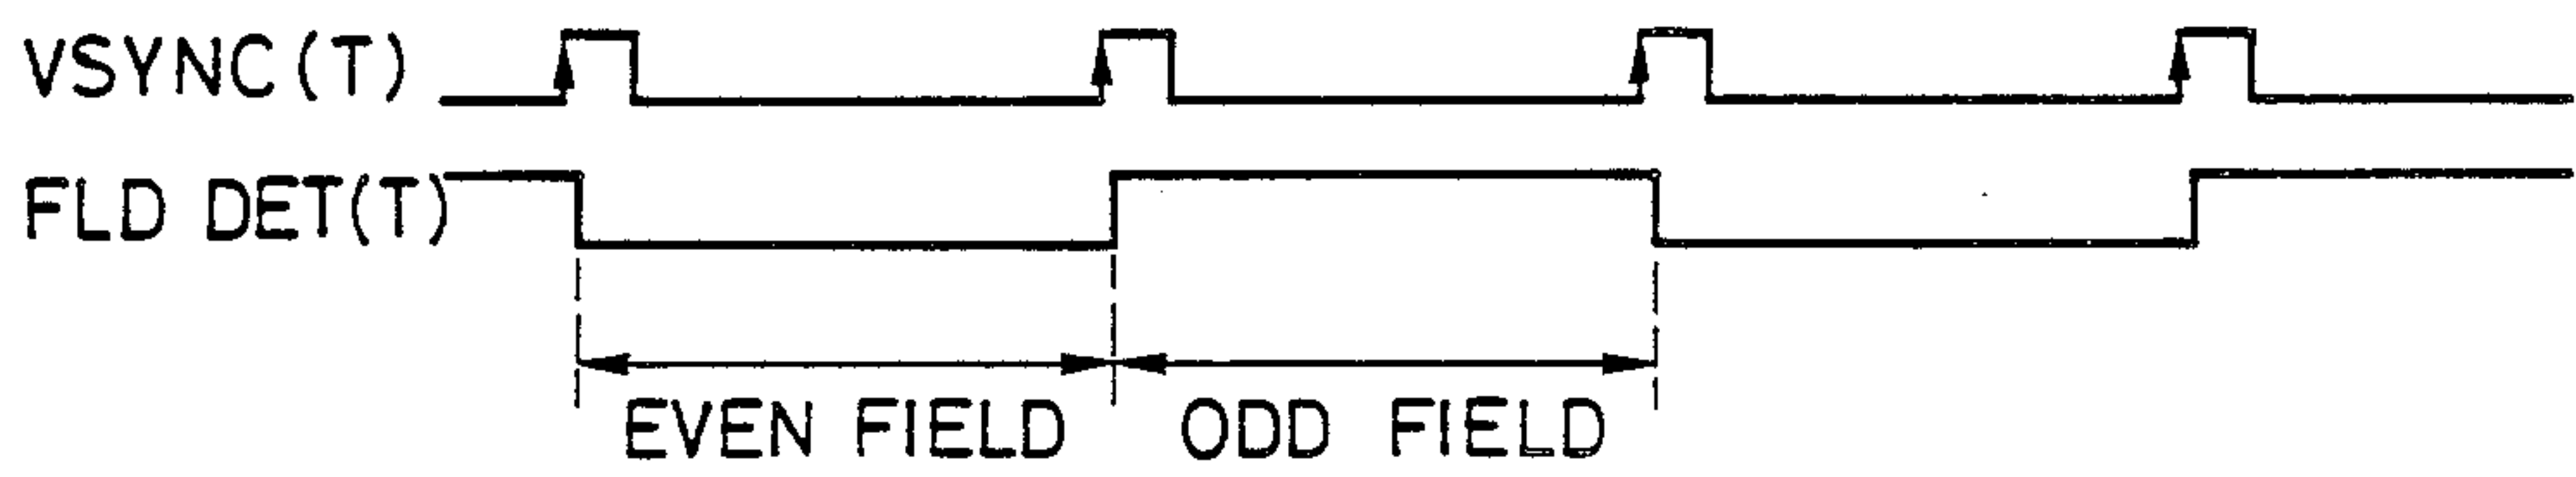 VSYNC(T)
FLD DET(T)
EVEN FIELD ODD FIELD